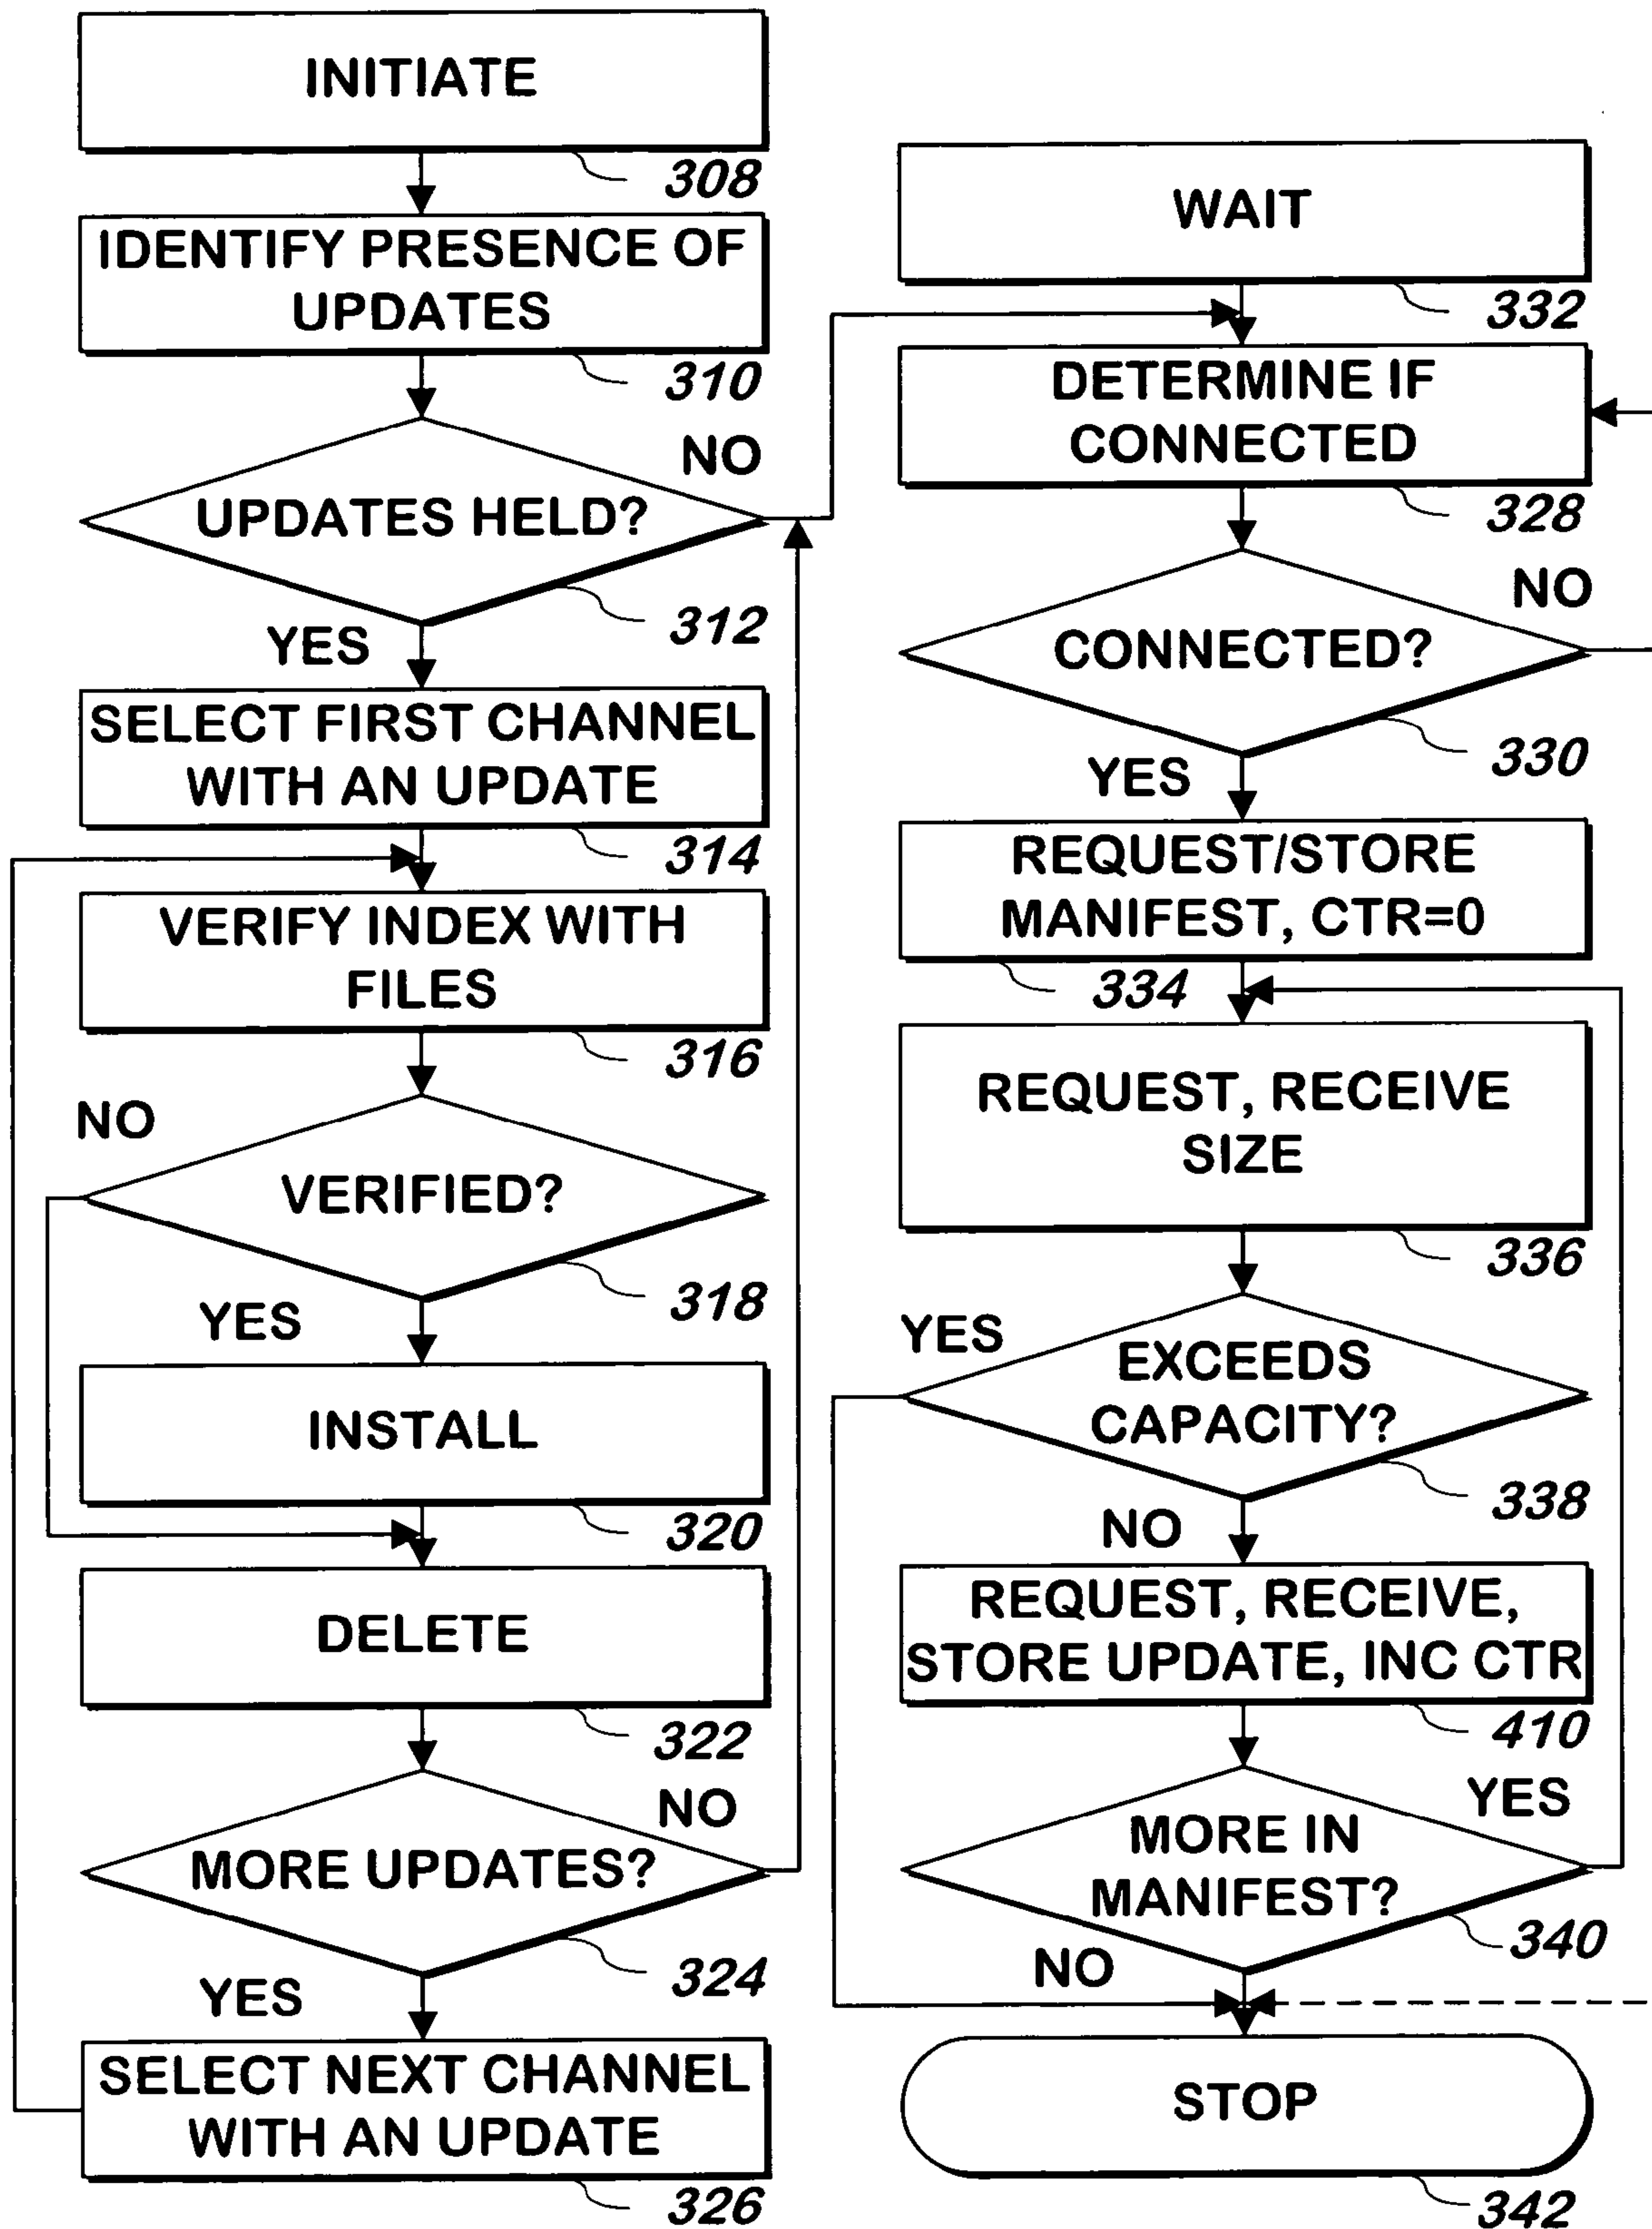 INITIATE
308
IDENTIFY PRESENCE OF
UPDATES
310
NO
UPDATES HELD?
312
YES
SELECT FIRST CHANNEL
WITH AN UPDATE
314
VERIFY INDEX WITH
FILES
316
NO
VERIFIED?
318
YES
INSTALL
320
DELETE
322
NO
MORE UPDATES?
324
YES
SELECT NEXT CHANNEL
WITH AN UPDATE
326
WAIT
332
DETERMINE IF
CONNECTED
328
NO
CONNECTED?
330
YES
REQUEST/STORE
MANIFEST, CTR=0
334
REQUEST, RECEIVE
SIZE
336
YES
EXCEEDS
CAPACITY?
338
NO
REQUEST, RECEIVE,
STORE UPDATE, INC CTR
410
YES
MORE IN
MANIFEST?
340
NO
STOP
342